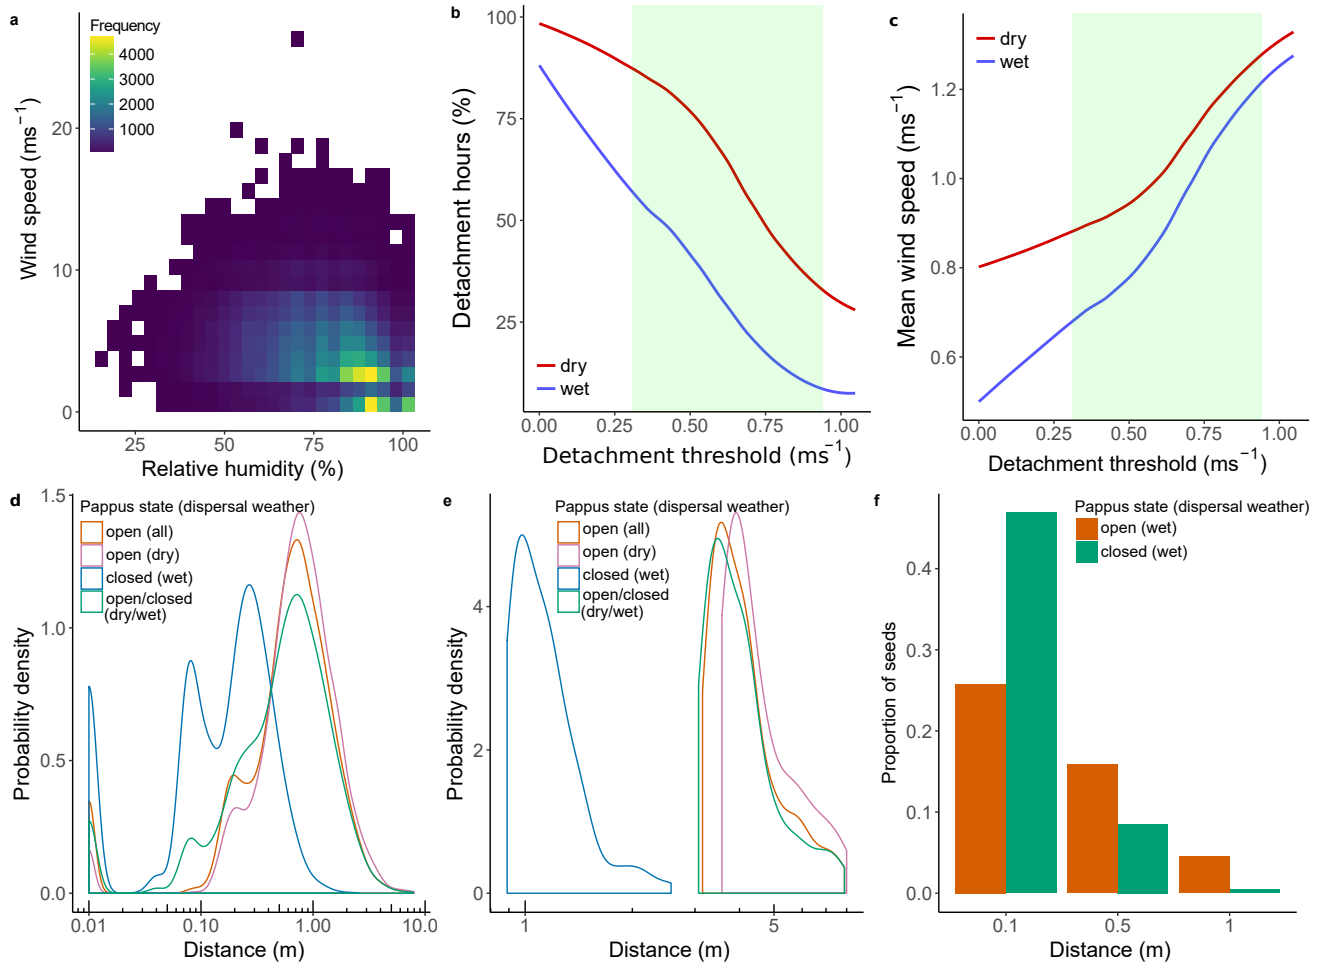 a
Frequency
4000
3000
2000
1000
Wind speed (ms−1)
20
10
0
25
50
75
100
Relative humidity (%)
b
Detachment hours (%)
100
75
50
25
dry
wet
0.00
0.25
0.50
0.75
1.00
Detachment threshold (ms−1)
c
dry
wet
Mean wind speed (ms−1)
1.2
1.0
0.8
0.6
0.00
0.25
0.50
0.75
1.00
Detachment threshold (ms−1)
d
Pappus state (dispersal weather)
open (all)
open (dry)
closed (wet)
open/closed
(dry/wet)
Probability density
1.5
1.0
0.5
0.0
0.01
0.10
1.00
10.0
Distance (m)
e
Pappus state (dispersal weather)
open (all)
open (dry)
closed (wet)
open/closed
(dry/wet)
Probability density
4
2
0
1
5
Distance (m)
f
Pappus state (dispersal weather)
open (wet)
closed (wet)
Proportion of seeds
0.4
0.3
0.2
0.1
0.0
0.1
0.5
1
Distance (m)